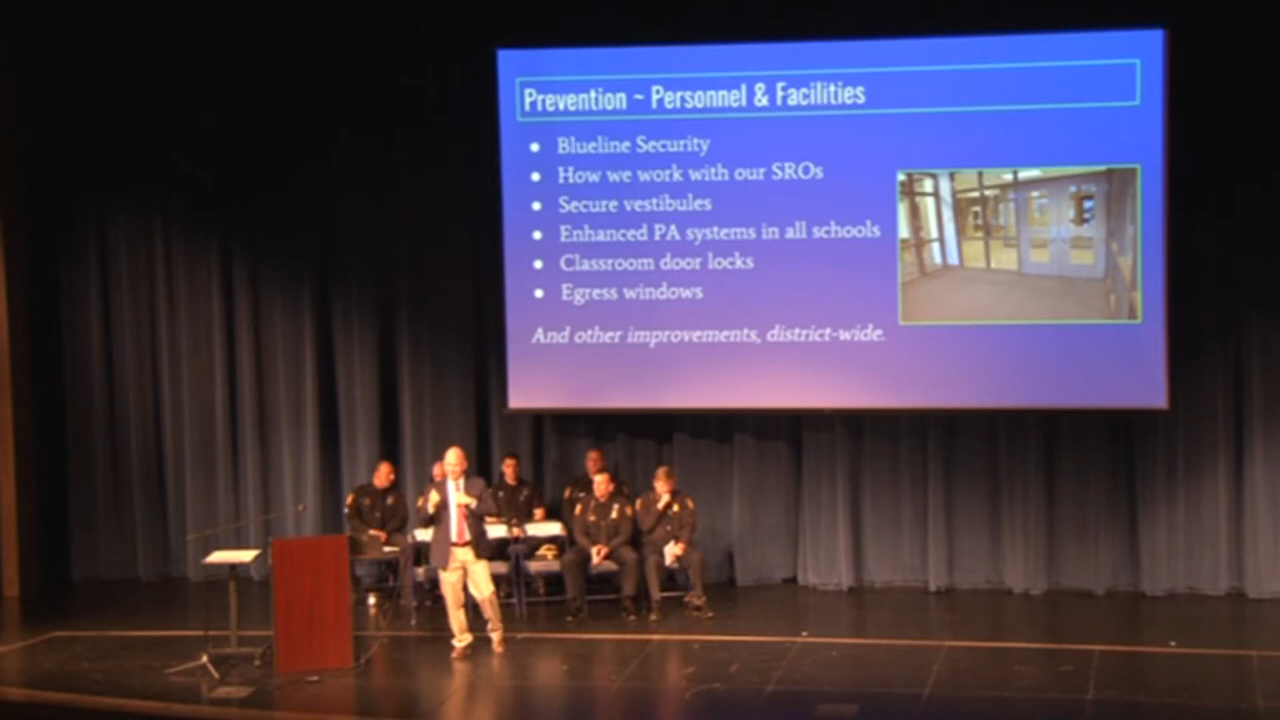 Prevention ~ Personnel & Facilities
● Blueline Security
● How we work with our SROs
● Secure vestibules
● Enhanced PA systems in all schools
● Classroom door locks
● Egress windows
And other improvements, district-wide.